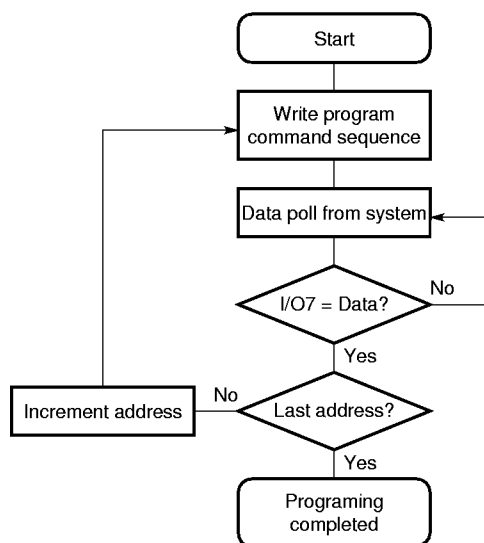 Start
Write program
command sequence
Data poll from system
I/O7 = Data?
No
Yes
Last address?
No
Increment address
Yes
Programing
completed